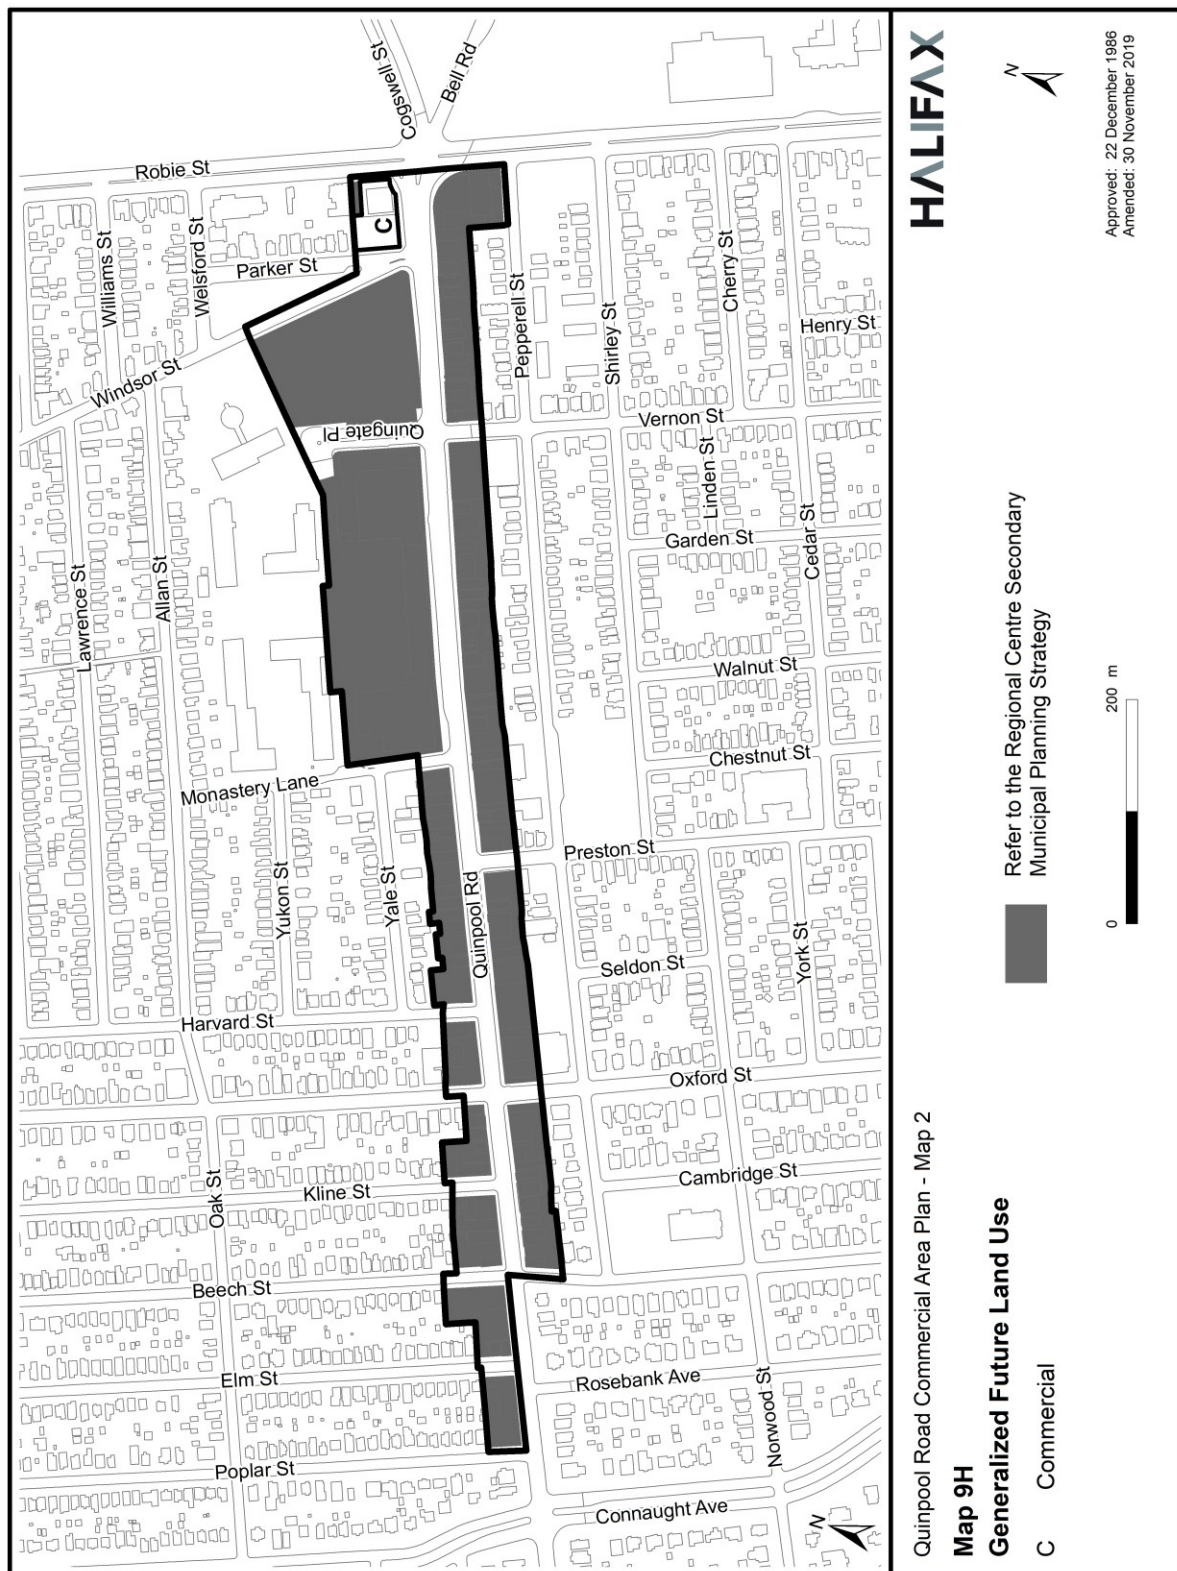 Cogswell St
Bell Rd
Robie St
Williams St
Welsford St
Parker St
C
Windsor St
Pepperell St
Shirley St
Cherry St
Henry St
Quingate Pl
Vernon St
Linden St
Lawrence St
Allan St
Garden St
Cedar St
Walnut St
Monastery Lane
Chestnut St
Yukon St
Yale St
Quinpool Rd
Preston St
Seldon St
York St
Harvard St
Oxford St
Oak St
Kline St
Cambridge St
Beech St
Elm St
Rosebank Ave
Norwood St
Poplar St
Connaught Ave
N
Quinpool Road Commercial Area Plan - Map 2
Map 9H
Generalized Future Land Use
C Commercial
Refer to the Regional Centre Secondary
Municipal Planning Strategy
0 200 m
HALIFAX
N
Approved: 22 December 1986
Amended: 30 November 2019